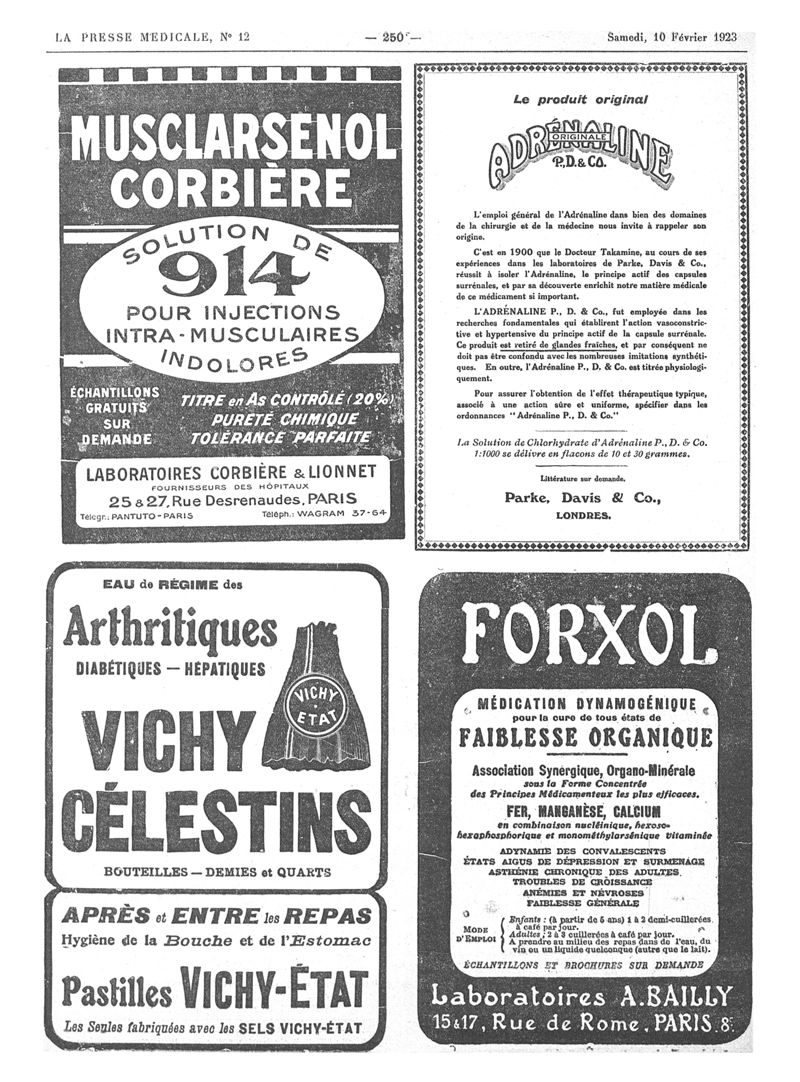 LA PRESSE MEDICALE, N° 12
— 250 —
Samedi, 10 Février 1923
MUSCLARSENOL
CORBIÈRE
SOLUTION DE
914
POUR INJECTIONS
INTRA-MUSCULAIRES
INDOLORES
ÉCHANTILLONS
GRATUITS
SUR
DEMANDE
TITRE en As CONTRÔLÉ (20%)
PURETÉ CHIMIQUE
TOLÉRANCE PARFAITE
LABORATOIRES CORBIÈRE & LIONNET
FOURNISSEURS DES HÔPITAUX
25 & 27, Rue Desrenaudes, PARIS
Télégr.: PANTUTO-PARIS Téléph.: WAGRAM 37-64
Le produit original
ADRÉNALINE
ORIGINALE
P., D. & CO.
L'emploi général de l'Adrénaline dans bien des domaines
de la chirurgie et de la médecine nous invite à rappeler son
origine.
C'est en 1900 que le Docteur Takamine, au cours de ses
expériences dans les laboratoires de Parke, Davis & Co.,
réussit à isoler l'Adrénaline, le principe actif des capsules
surrénales, et par sa découverte enrichit notre matière médicale
de ce médicament si important.
L'ADRÉNALINE P., D. & Co., fut employée dans les
recherches fondamentales qui établirent l'action vasoconstric-
tive et hypertensive du principe actif de la capsule surrénale.
Ce produit est retiré de glandes fraîches, et par conséquent ne
doit pas être confondu avec les nombreuses imitations synthéti-
ques. En outre, l'Adrénaline P., D. & Co. est titrée physiologi-
quement.
Pour assurer l'obtention de l'effet thérapeutique typique,
associé à une action sûre et uniforme, spécifier dans les
ordonnances "Adrénaline P., D. & Co."
La Solution de Chlorhydrate d'Adrénaline P., D. & Co.
1:1000 se délivre en flacons de 10 et 30 grammes.
Littérature sur demande.
Parke, Davis & Co.,
LONDRES.
EAU de RÉGIME des
Arthritiques
DIABÉTIQUES — HÉPATIQUES
VICHY
ETAT
VICHY
CÉLESTINS
BOUTEILLES — DEMIES et QUARTS
APRÈS et ENTRE les REPAS
Hygiène de la Bouche et de l'Estomac
Pastilles VICHY-ÉTAT
Les Seules fabriquées avec les SELS VICHY-ÉTAT
FORXOL
MÉDICATION DYNAMOGÉNIQUE
pour la cure de tous états de
FAIBLESSE ORGANIQUE
Association Synergique, Organo-Minérale
sous la Forme Concentrée
des Principes Médicamenteux les plus efficaces.
FER, MANGANÈSE, CALCIUM
en combinaison nucléinique, hexoso-
hexaphosphorique et monométhylarsénique vitaminée
ADYNAMIE DES CONVALESCENTS
ÉTATS AIGUS DE DÉPRESSION ET SURMENAGE
ASTHÉNIE CHRONIQUE DES ADULTES
TROUBLES DE CROISSANCE
ANÉMIES ET NÉVROSES
FAIBLESSE GÉNÉRALE
MODE
D'EMPLOI
Enfants : (à partir de 5 ans) 1 à 2 demi-cuillerées
à café par jour.
Adultes : 2 à 3 cuillerées à café par jour.
A prendre au milieu des repas dans de l'eau, du
vin ou un liquide quelconque (autre que le lait).
ÉCHANTILLONS ET BROCHURES SUR DEMANDE
Laboratoires A. BAILLY
15 & 17, Rue de Rome, PARIS. 8e